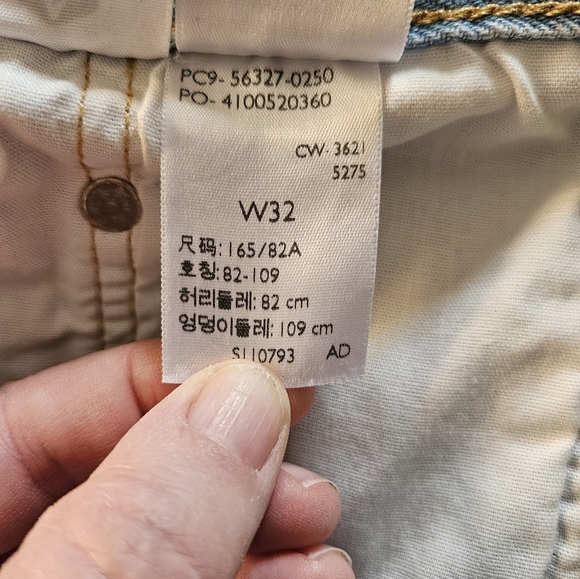 PC9- 56327-0250
PO- 4100520360
CW- 3621
5275
W32
尺码: 165/82A
호칭: 82-109
허리둘레: 82 cm
엉덩이둘레: 109 cm
S110793 AD